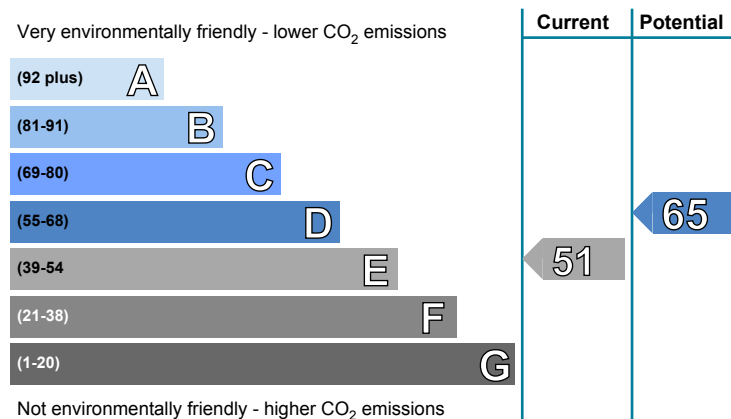 Very environmentally friendly - lower CO₂ emissions
Current
Potential
(92 plus) A
(81-91) B
(69-80) C
(55-68) D
65
(39-54 E
51
(21-38) F
(1-20) G
Not environmentally friendly - higher CO₂ emissions